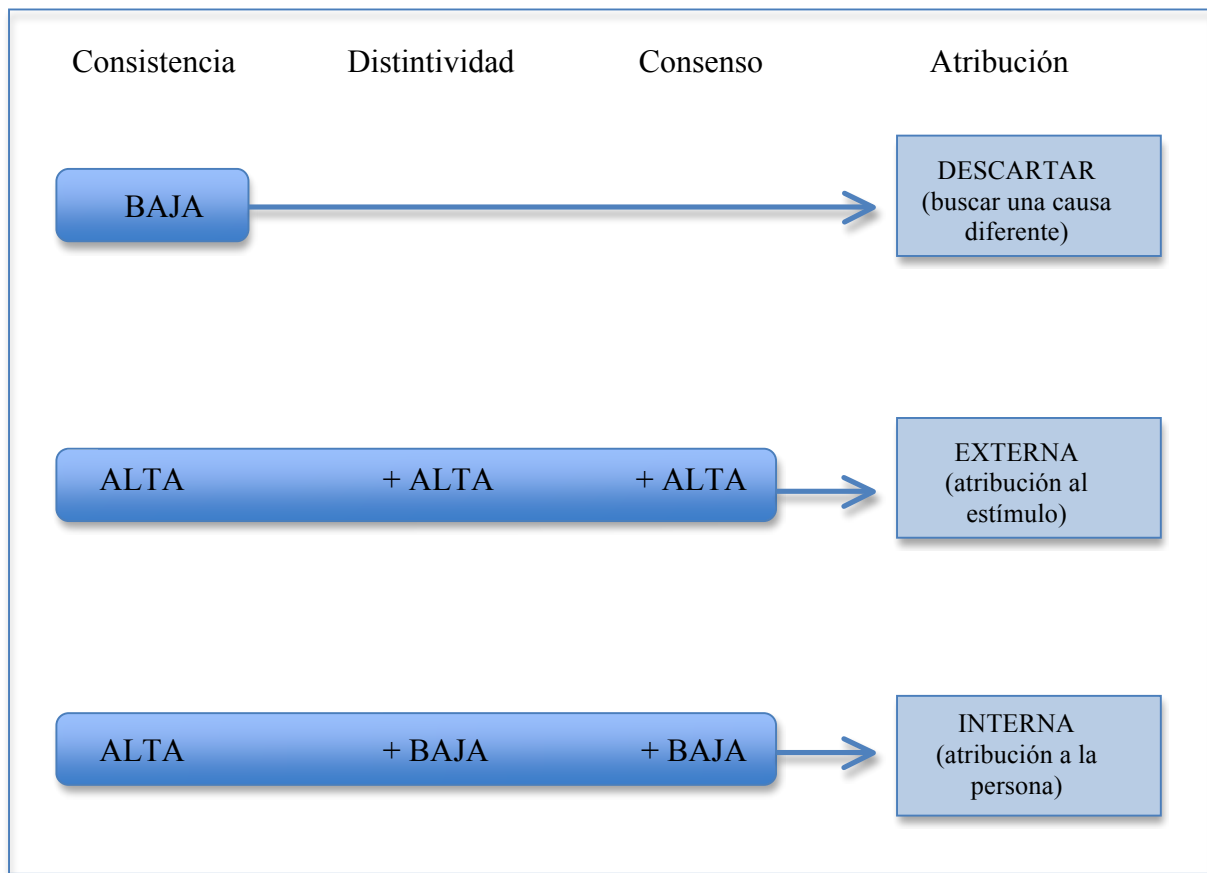 Consistencia Distintividad Consenso Atribución
BAJA
DESCARTAR
(buscar una causa
diferente)
ALTA + ALTA + ALTA
EXTERNA
(atribución al
estímulo)
ALTA + BAJA + BAJA
INTERNA
(atribución a la
persona)